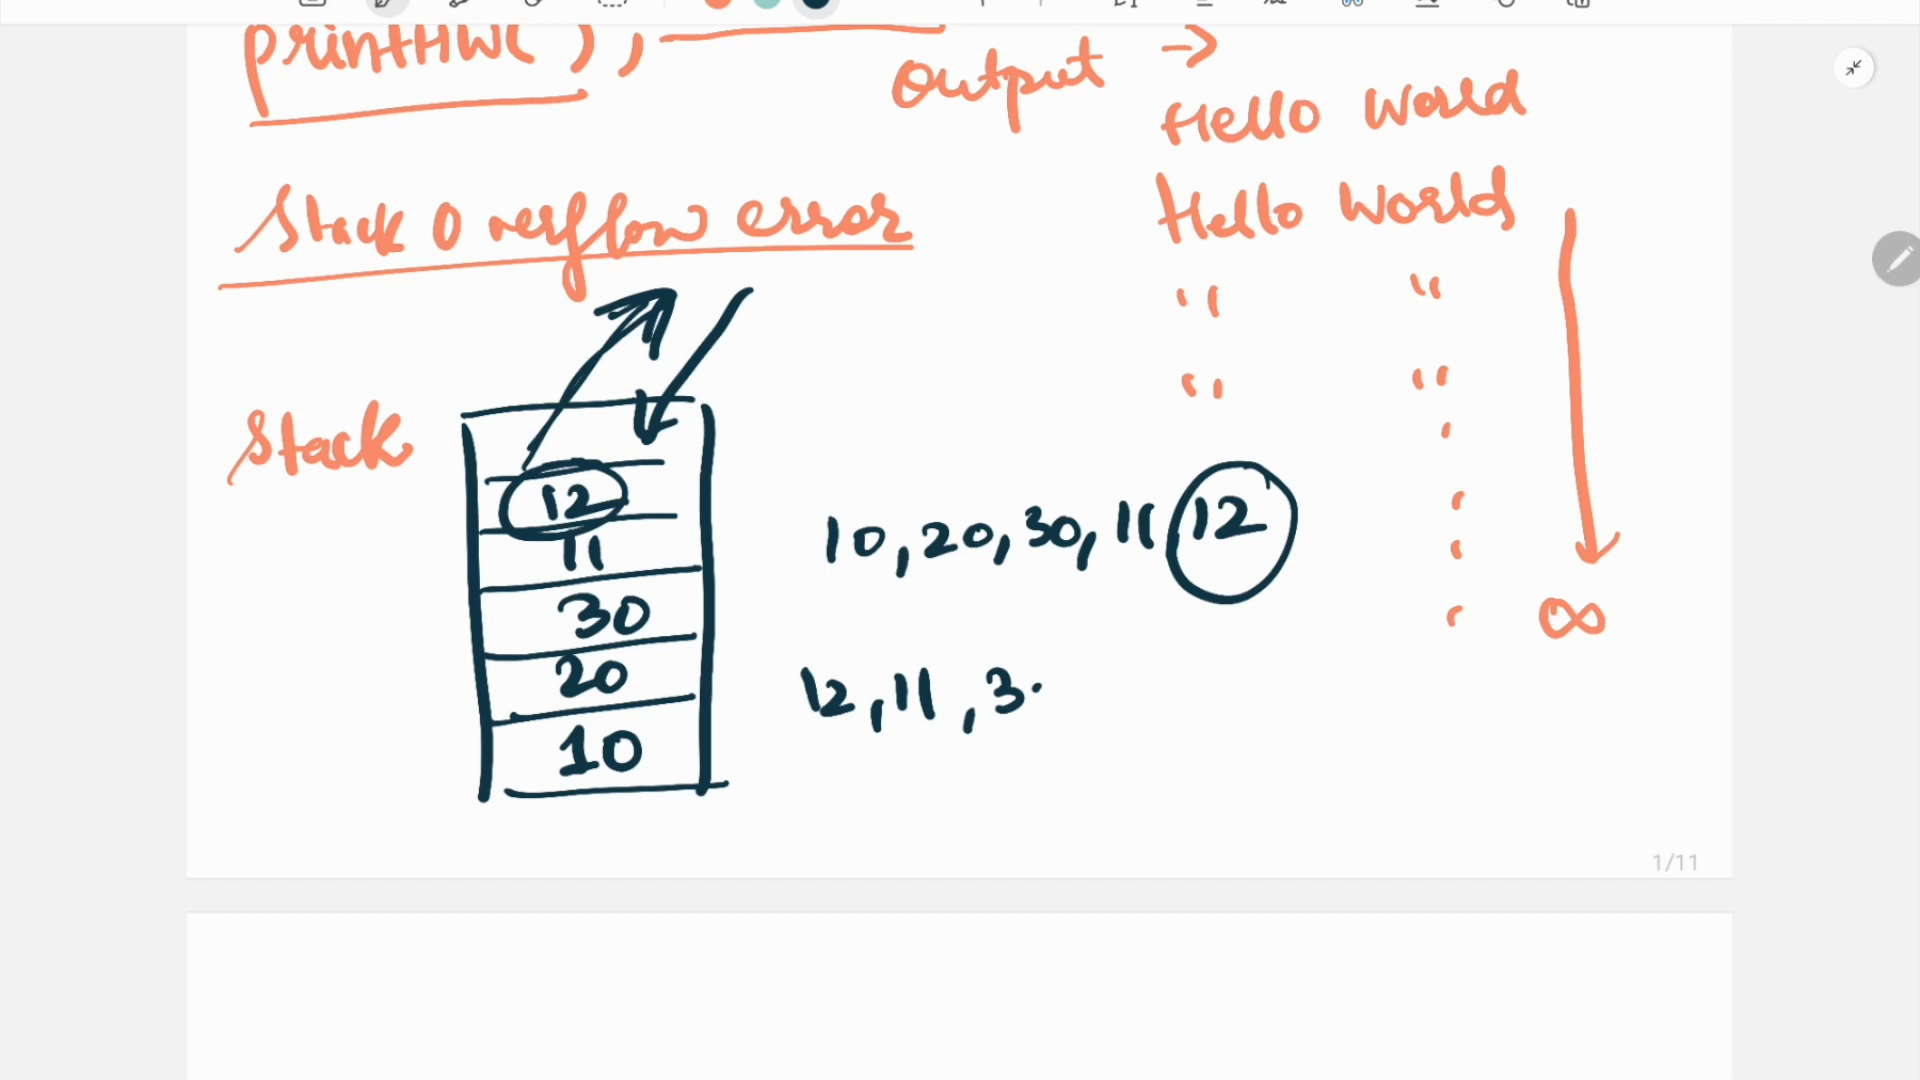 printHW( );
Output →
Hello World
Hello World
" "
" "
Stack Overflow error
Stack
12
11
30
20
10
10, 20, 30, 11 12
12, 11, 3
∞
1/11